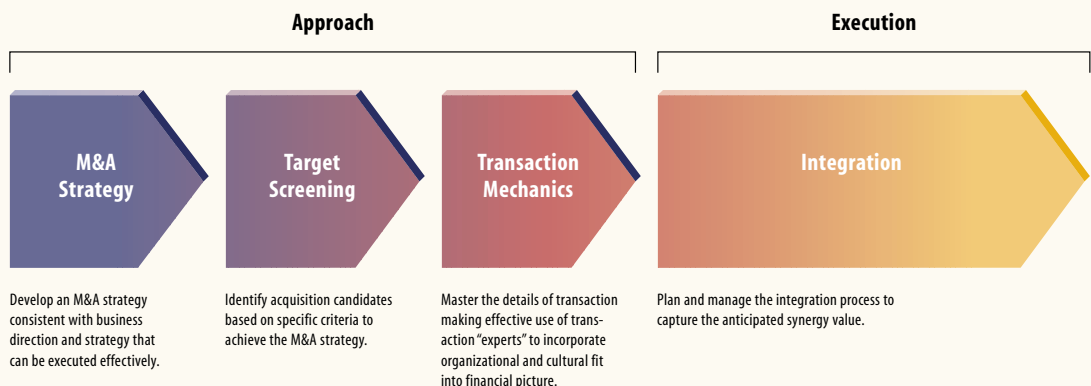 Approach
Execution
M&A
Strategy
Target
Screening
Transaction
Mechanics
Integration
Develop an M&A strategy
consistent with business
direction and strategy that
can be executed effectively.
Identify acquisition candidates
based on specific criteria to
achieve the M&A strategy.
Master the details of transaction
making effective use of trans-
action “experts” to incorporate
organizational and cultural fit
into financial picture.
Plan and manage the integration process to
capture the anticipated synergy value.